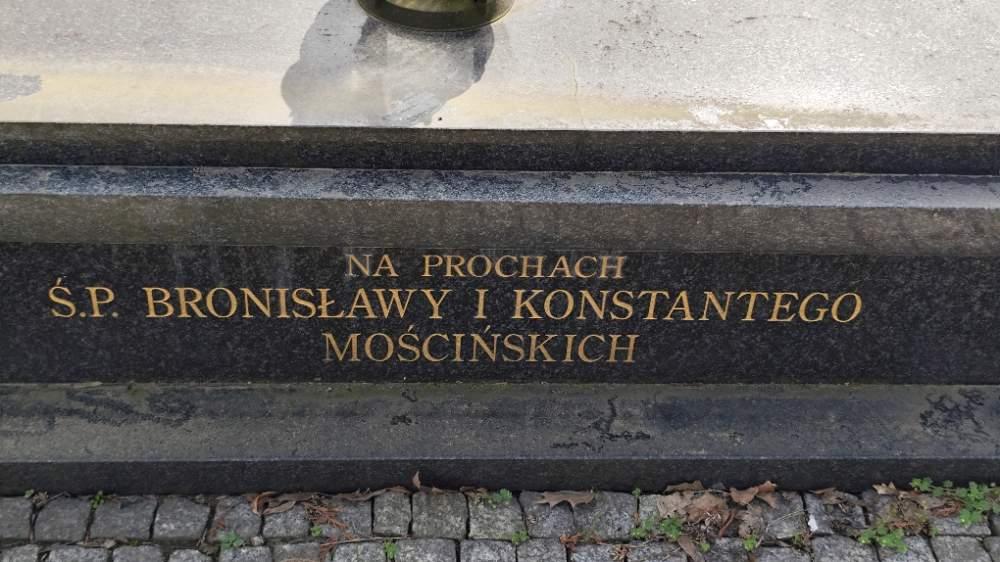 NA PROCHACH
Ś.P. BRONISŁAWY I KONSTANTEGO
MOŚCIŃSKICH